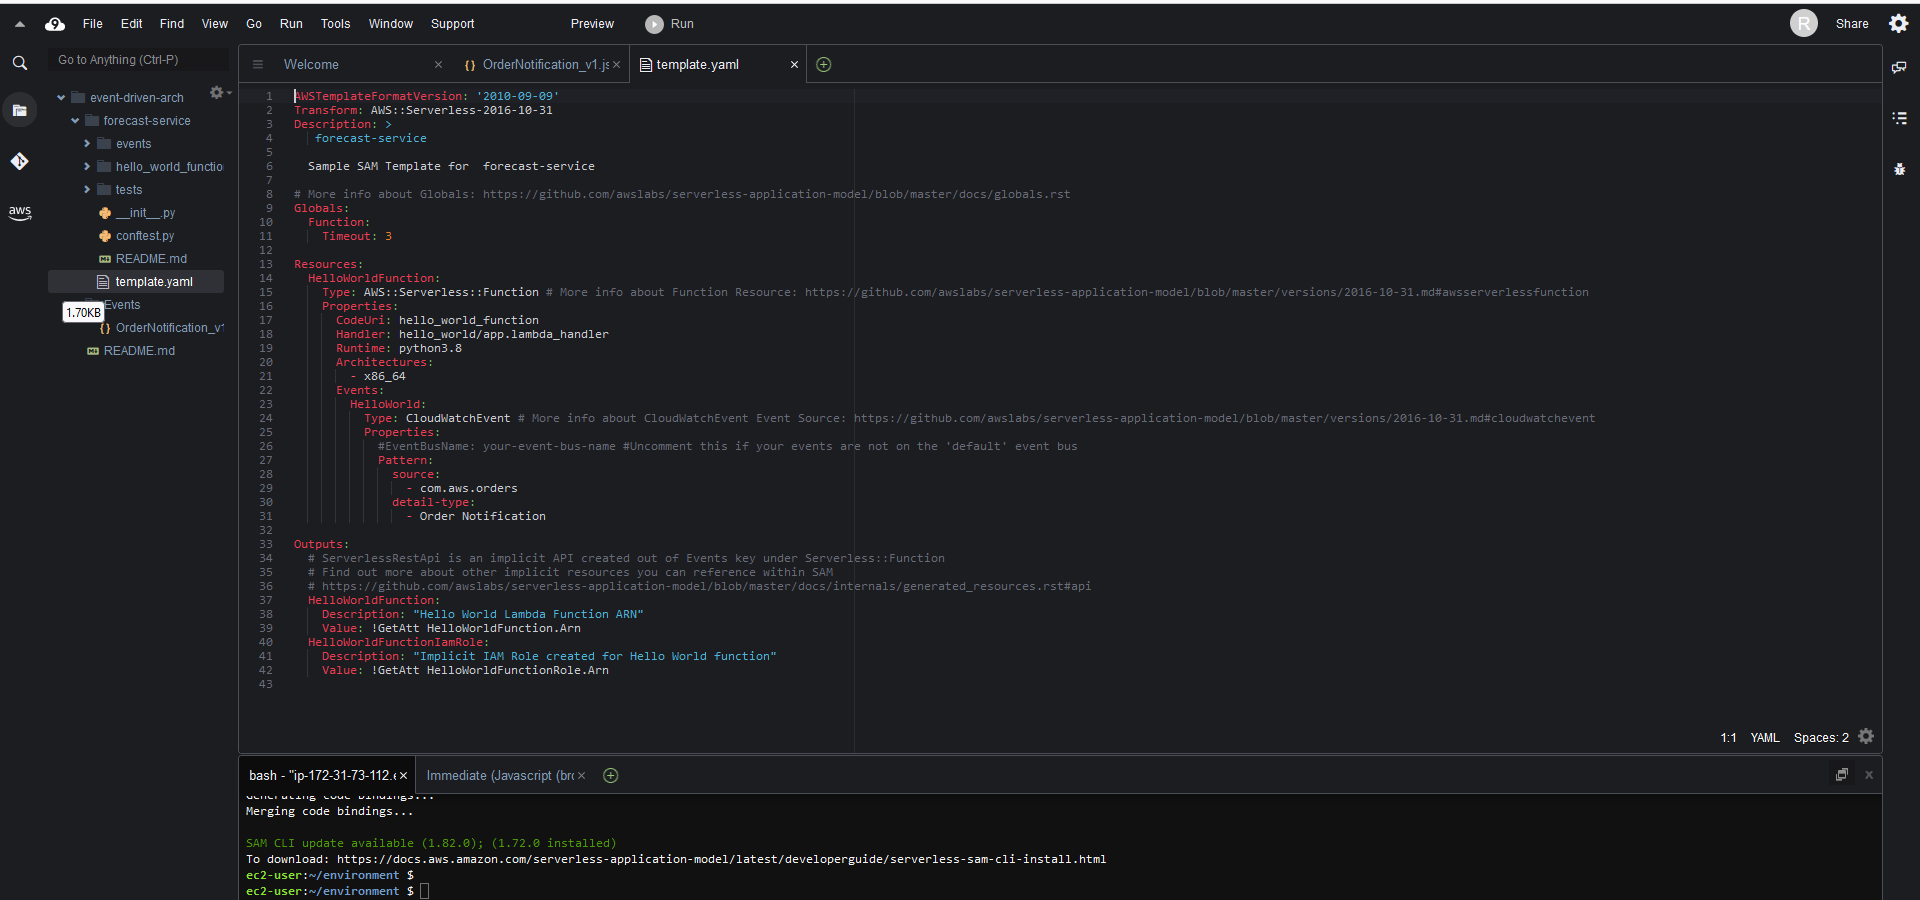 File Edit Find View Go Run Tools Window Support Preview Run R Share
Go to Anything (Ctrl-P)
Welcome
{} OrderNotification_v1.js
template.yaml
event-driven-arch
forecast-service
events
hello_world_functio
tests
__init__.py
conftest.py
README.md
template.yaml
Events
1.70KB
{} OrderNotification_v1
README.md
aws
1 AWSTemplateFormatVersion: '2010-09-09'
2 Transform: AWS::Serverless-2016-10-31
3 Description: >
4 forecast-service
5
6 Sample SAM Template for  forecast-service
7
8 # More info about Globals: https://github.com/awslabs/serverless-application-model/blob/master/docs/globals.rst
9 Globals:
10 Function:
11 Timeout: 3
12
13 Resources:
14 HelloWorldFunction:
15 Type: AWS::Serverless::Function # More info about Function Resource: https://github.com/awslabs/serverless-application-model/blob/master/versions/2016-10-31.md#awsserverlessfunction
16 Properties:
17 CodeUri: hello_world_function
18 Handler: hello_world/app.lambda_handler
19 Runtime: python3.8
20 Architectures:
21 - x86_64
22 Events:
23 HelloWorld:
24 Type: CloudWatchEvent # More info about CloudWatchEvent Event Source: https://github.com/awslabs/serverless-application-model/blob/master/versions/2016-10-31.md#cloudwatchevent
25 Properties:
26 #EventBusName: your-event-bus-name #Uncomment this if your events are not on the 'default' event bus
27 Pattern:
28 source:
29 - com.aws.orders
30 detail-type:
31 - Order Notification
32
33 Outputs:
34 # ServerlessRestApi is an implicit API created out of Events key under Serverless::Function
35 # Find out more about other implicit resources you can reference within SAM
36 # https://github.com/awslabs/serverless-application-model/blob/master/docs/internals/generated_resources.rst#api
37 HelloWorldFunction:
38 Description: "Hello World Lambda Function ARN"
39 Value: !GetAtt HelloWorldFunction.Arn
40 HelloWorldFunctionIamRole:
41 Description: "Implicit IAM Role created for Hello World function"
42 Value: !GetAtt HelloWorldFunctionRole.Arn
43
1:1 YAML Spaces: 2
bash - "ip-172-31-73-112.e
Immediate (Javascript (bro
Generating code bindings...
Merging code bindings...
SAM CLI update available (1.82.0); (1.72.0 installed)
To download: https://docs.aws.amazon.com/serverless-application-model/latest/developerguide/serverless-sam-cli-install.html
ec2-user:~/environment $
ec2-user:~/environment $